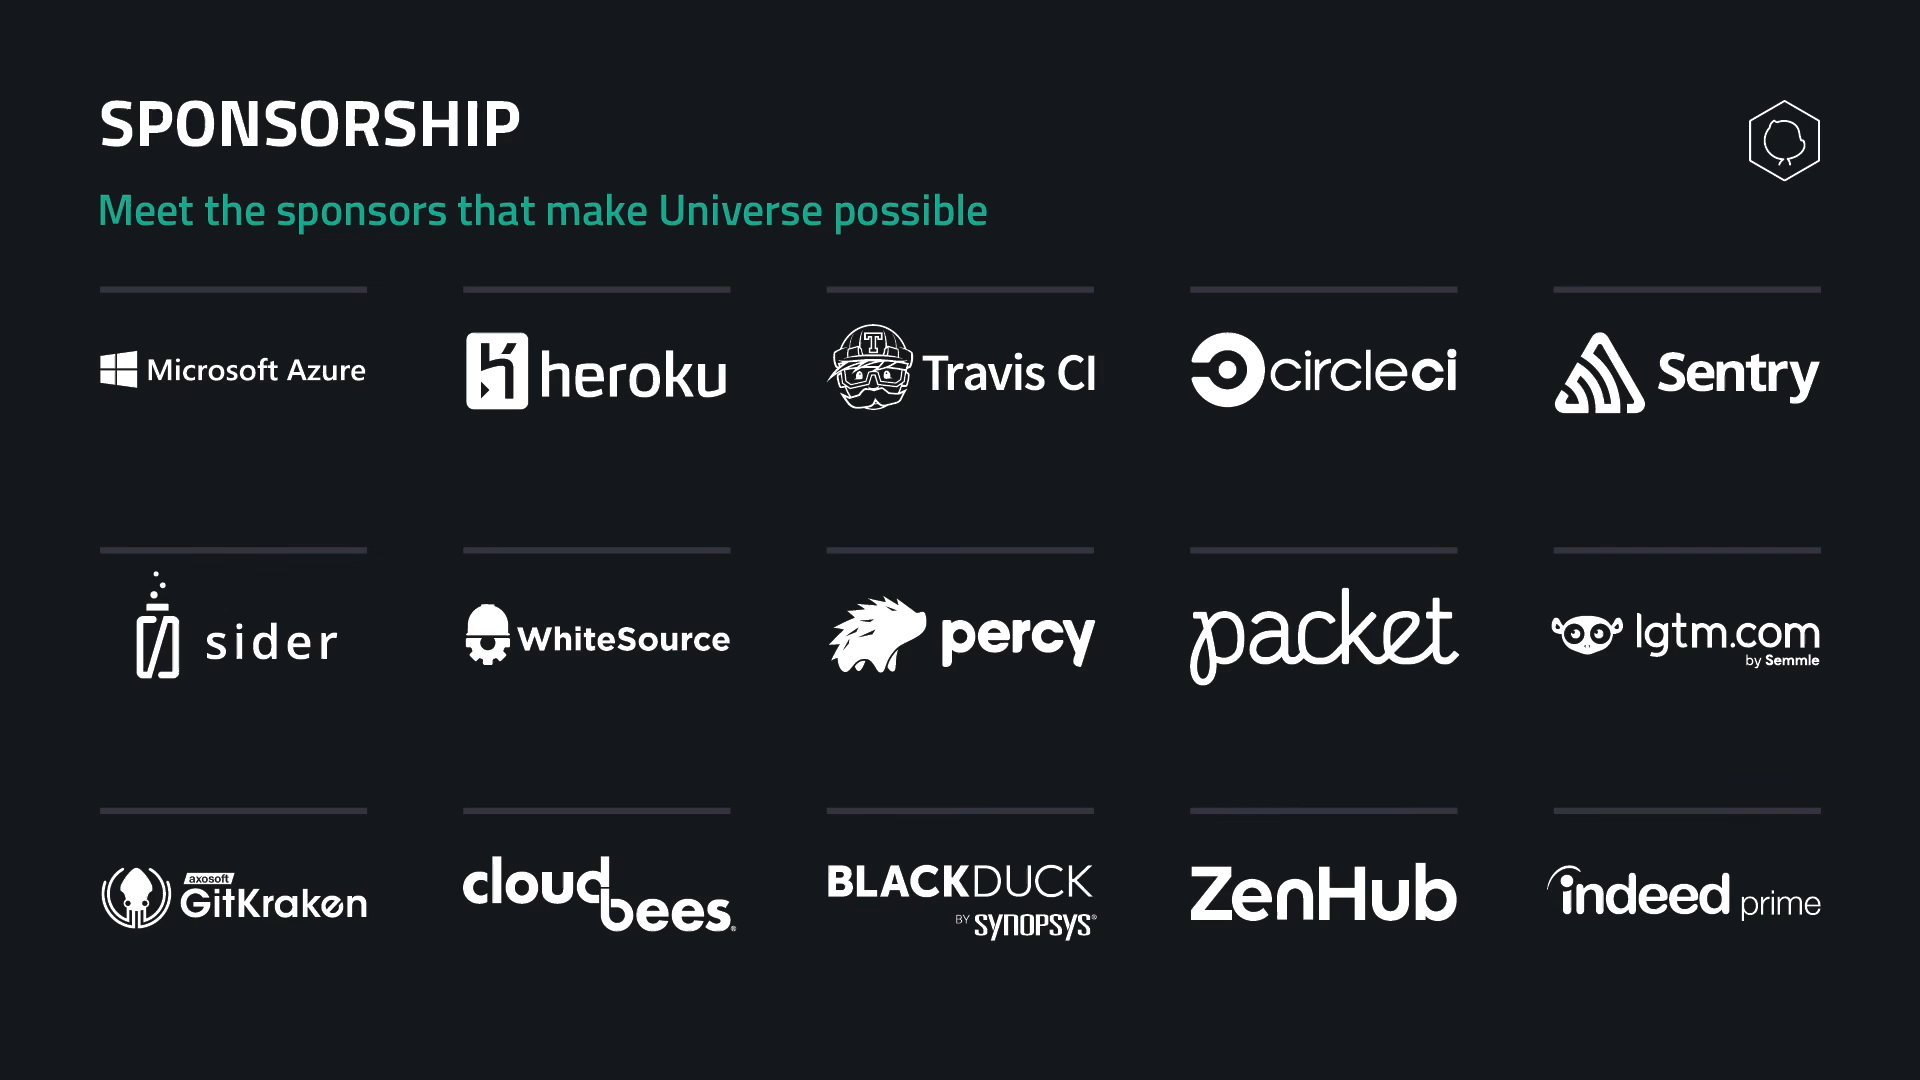 SPONSORSHIP
Meet the sponsors that make Universe possible
Microsoft Azure
heroku
T
Travis CI
circleci
Sentry
sider
WhiteSource
percy
packet
lgtm.com
by Semmle
axosoft
GitKraken
cloudbees®
BLACKDUCK
BY SYNOPSYS®
ZenHub
indeed prime